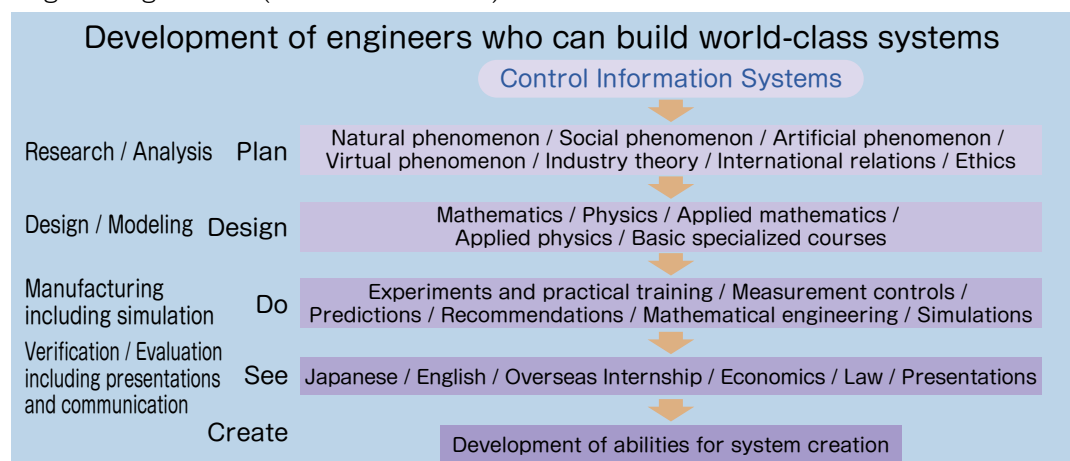 Development of engineers who can build world-class systems
Control Information Systems
Research / Analysis Plan
Natural phenomenon / Social phenomenon / Artificial phenomenon /
Virtual phenomenon / Industry theory / International relations / Ethics
Design / Modeling Design
Mathematics / Physics / Applied mathematics /
Applied physics / Basic specialized courses
Manufacturing
including simulation
Do
Experiments and practical training / Measurement controls /
Predictions / Recommendations / Mathematical engineering / Simulations
Verification / Evaluation
including presentations
and communication
See
Japanese / English / Overseas Internship / Economics / Law / Presentations
Create
Development of abilities for system creation